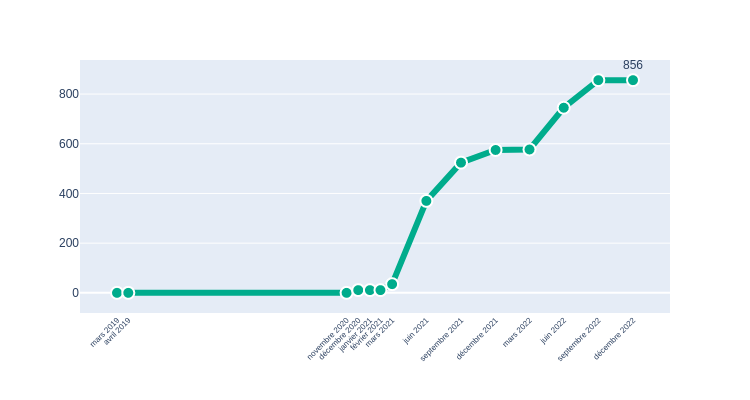 856
800
600
400
200
0
mars 2019
avril 2019
novembre 2020
décembre 2020
janvier 2021
février 2021
mars 2021
juin 2021
septembre 2021
décembre 2021
mars 2022
juin 2022
septembre 2022
décembre 2022